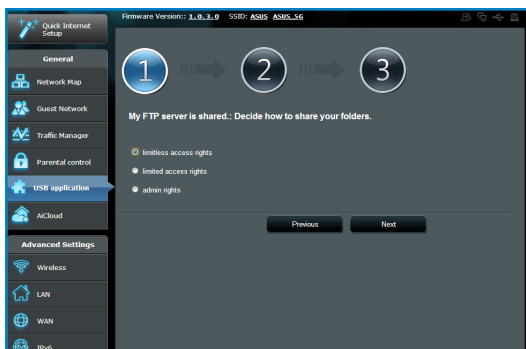 Quick Internet
Setup
Firmware Version:: 1.0.3.0 SSID: ASUS ASUS_5G
General
Network Map
Guest Network
Traffic Manager
Parental control
USB application
AiCloud
Advanced Settings
Wireless
LAN
WAN
IPv6
1
2
3
My FTP server is shared.: Decide how to share your folders.
limitless access rights
limited access rights
admin rights
Previous
Next